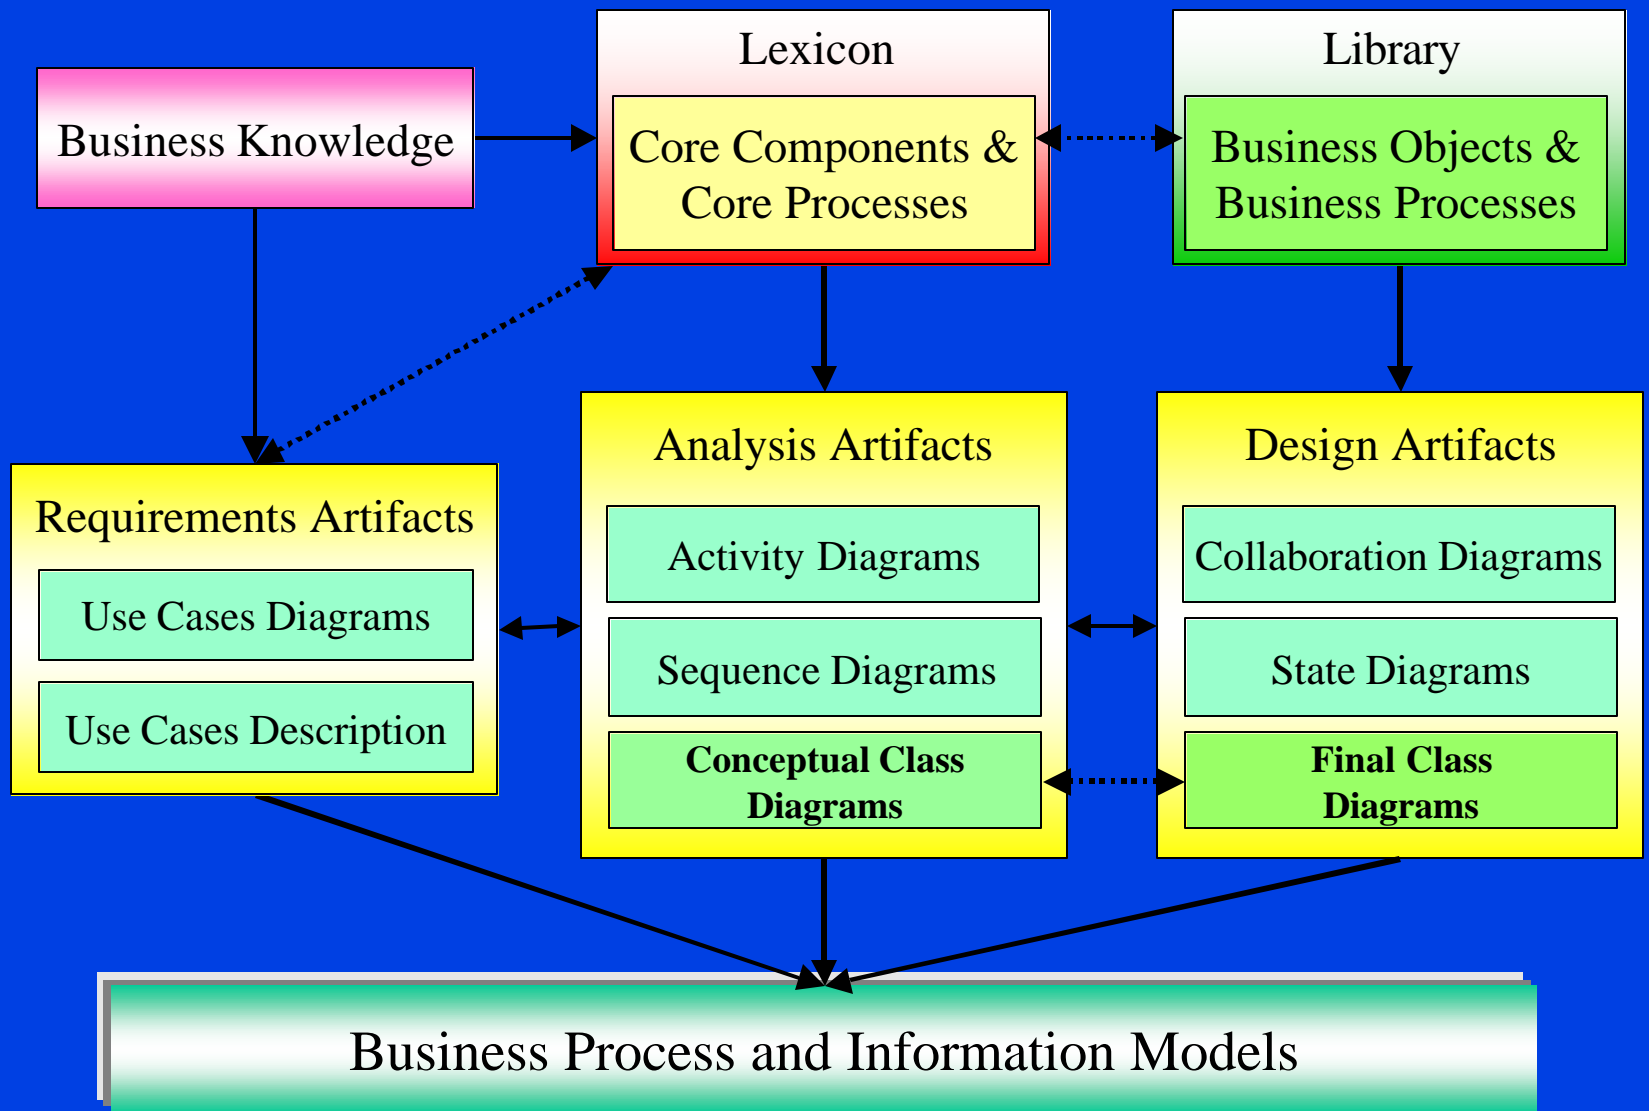 Business Knowledge
Lexicon
Core Components &
Core Processes
Library
Business Objects &
Business Processes
Requirements Artifacts
Use Cases Diagrams
Use Cases Description
Analysis Artifacts
Activity Diagrams
Sequence Diagrams
Conceptual Class
Diagrams
Design Artifacts
Collaboration Diagrams
State Diagrams
Final Class
Diagrams
Business Process and Information Models